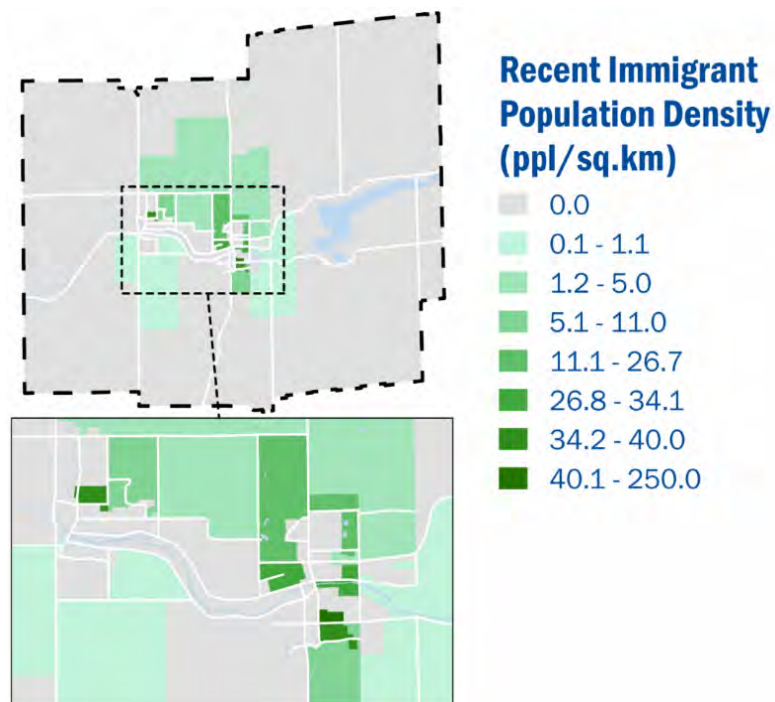 Recent Immigrant
Population Density
(ppl/sq.km)
0.0
0.1 - 1.1
1.2 - 5.0
5.1 - 11.0
11.1 - 26.7
26.8 - 34.1
34.2 - 40.0
40.1 - 250.0